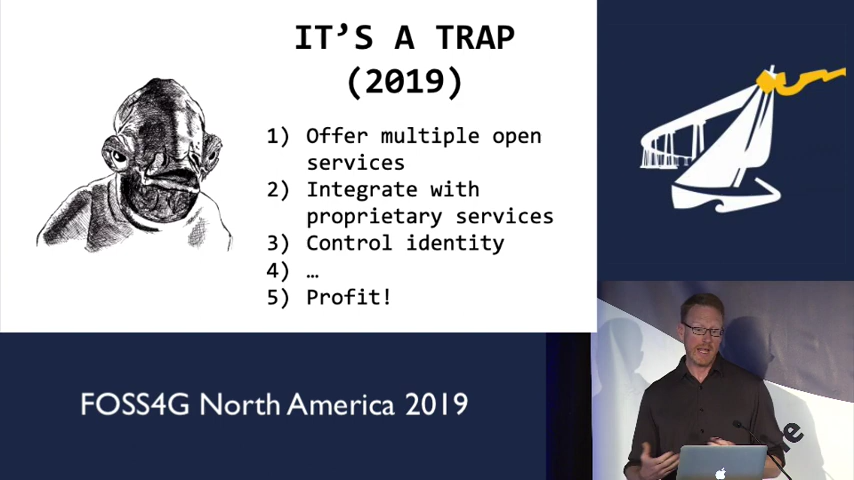 IT’S A TRAP
(2019)
1) Offer multiple open
services
2) Integrate with
proprietary services
3) Control identity
4) …
5) Profit!
FOSS4G North America 2019